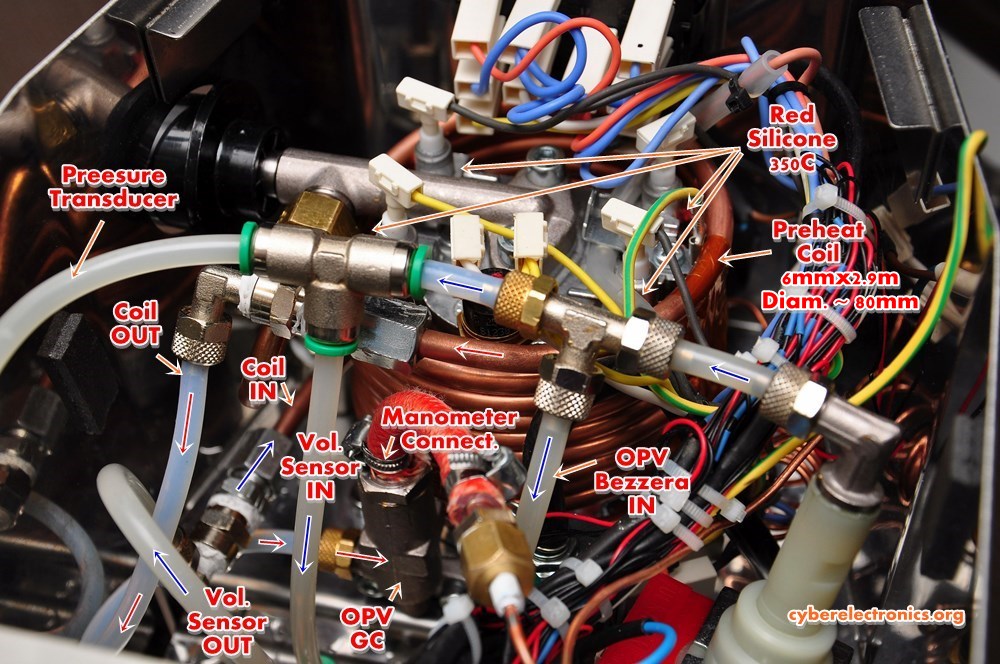 Red
Silicone
350C
Preesure
Transducer
Preheat
Coil
6mmx2.9m
Diam. ~ 80mm
Coil
OUT
Coil
IN
Manometer
Connect.
Vol.
Sensor
IN
OPV
Bezzera
IN
Vol.
Sensor
OUT
OPV
GC
cyberelectronics.org